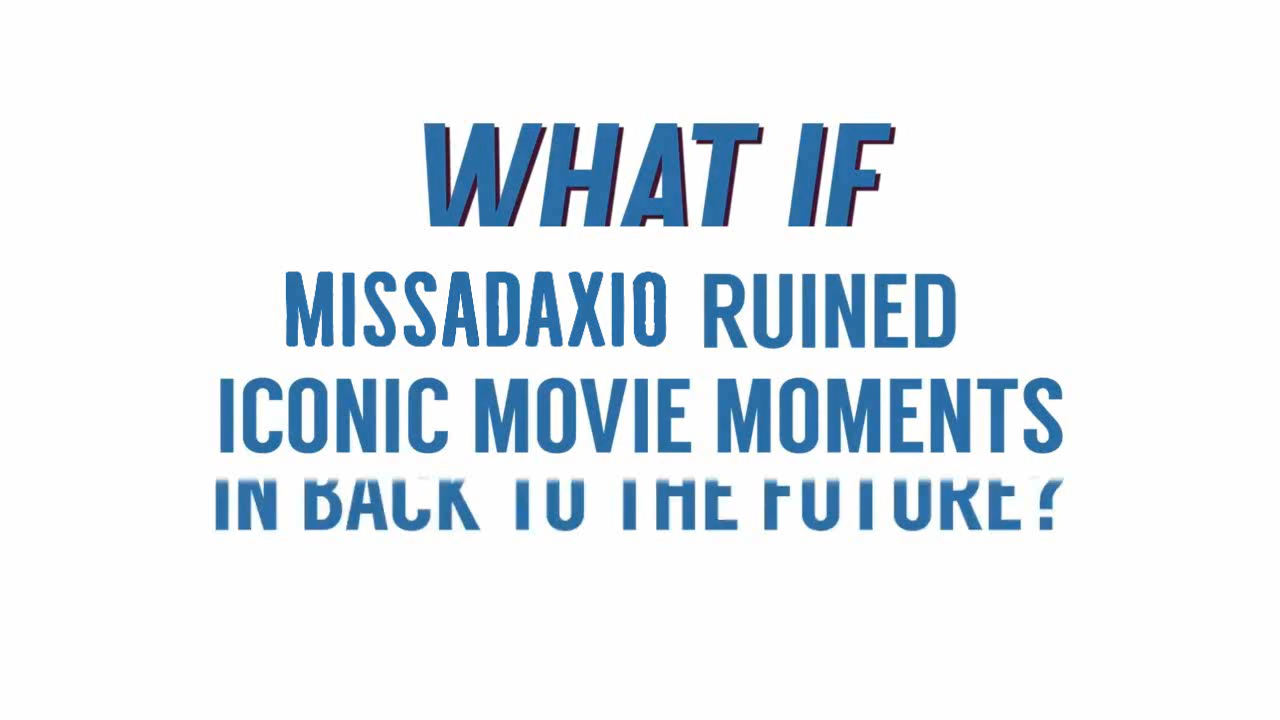 WHAT IF
MISSADAXIO RUINED
ICONIC MOVIE MOMENTS
IN BACK TO THE FUTURE?